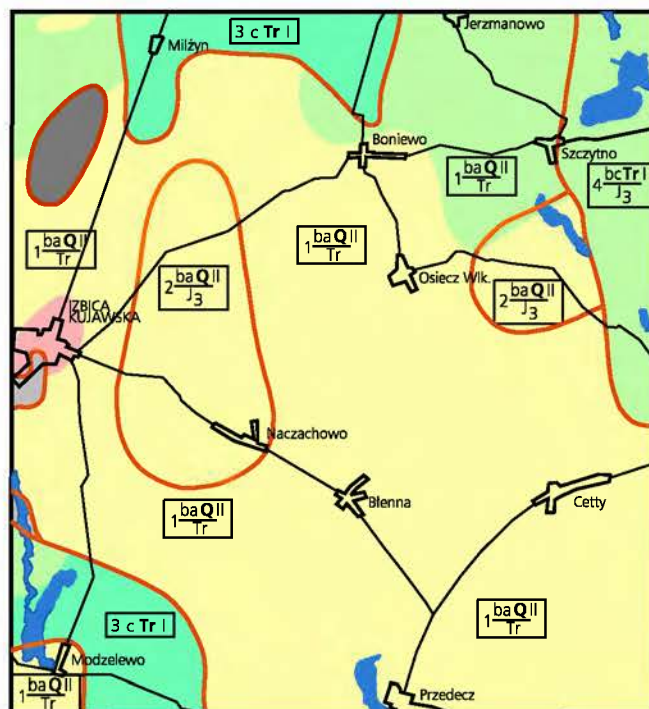 3 c Tr I
Jerzmanowo
Milżyn
Boniewo
Szczytno
1 ba Q II
Tr
4 bc Tr I
J3
1 ba Q II
Tr
1 ba Q II
Tr
2 ba Q II
J3
Osiecz Wlk.
2 ba Q II
J3
IZBICA
KUJAWSKA
Naczachowo
Błenna
Cetty
1 ba Q II
Tr
3 c Tr I
1 ba Q II
Tr
Modzelewo
1 ba Q II
Tr
Przedecz